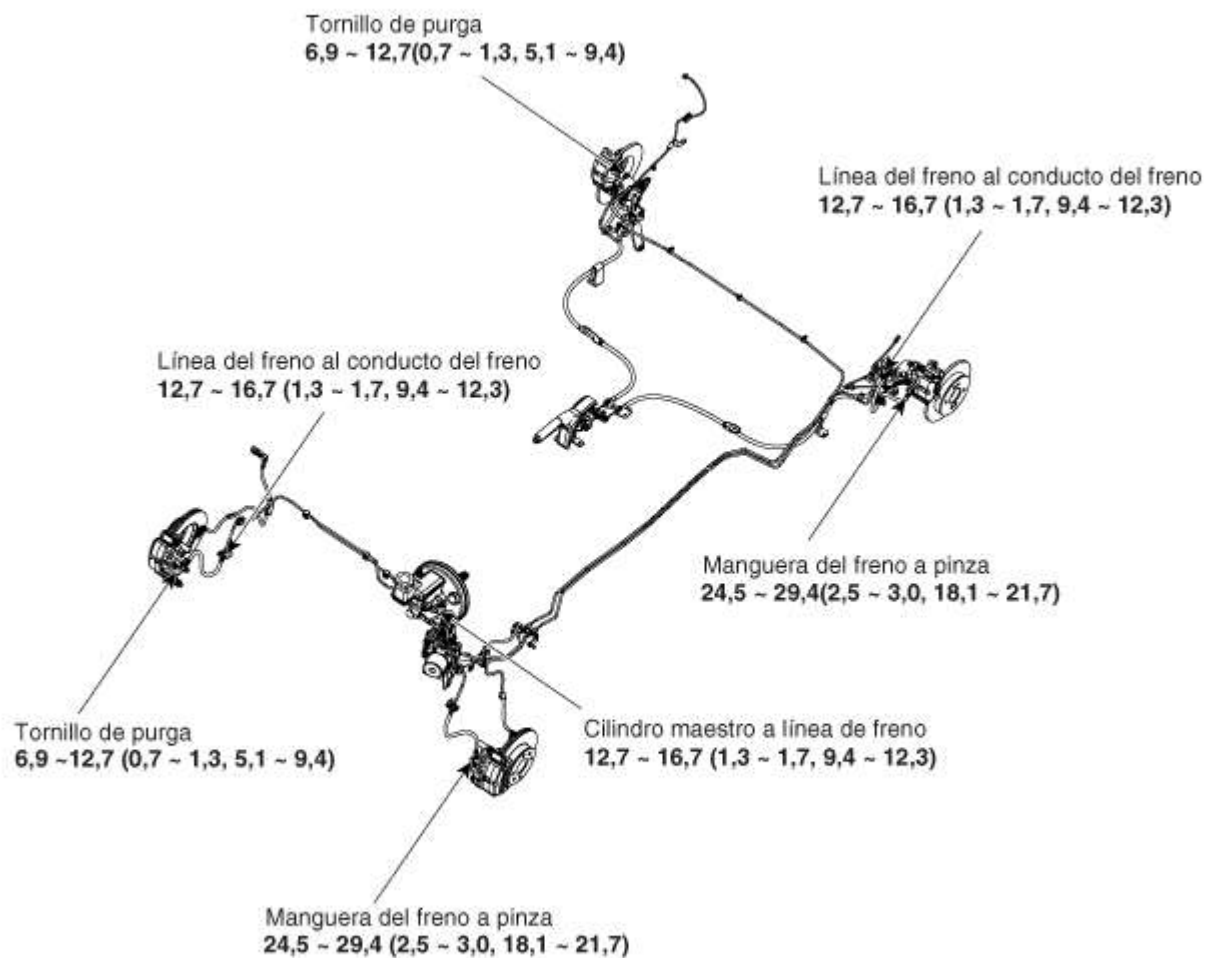 Tornillo de purga
6,9 ~ 12,7(0,7 ~ 1,3, 5,1 ~ 9,4)
Línea del freno al conducto del freno
12,7 ~ 16,7 (1,3 ~ 1,7, 9,4 ~ 12,3)
Línea del freno al conducto del freno
12,7 ~ 16,7 (1,3 ~ 1,7, 9,4 ~ 12,3)
Manguera del freno a pinza
24,5 ~ 29,4(2,5 ~ 3,0, 18,1 ~ 21,7)
Tornillo de purga
6,9 ~12,7 (0,7 ~ 1,3, 5,1 ~ 9,4)
Cilindro maestro a línea de freno
12,7 ~ 16,7 (1,3 ~ 1,7, 9,4 ~ 12,3)
Manguera del freno a pinza
24,5 ~ 29,4 (2,5 ~ 3,0, 18,1 ~ 21,7)